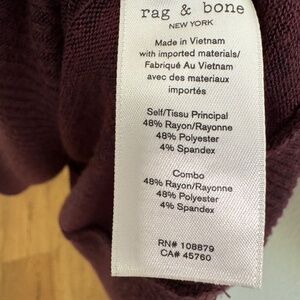 rag & bone
NEW YORK
Made in Vietnam
with imported materials/
Fabriqué Au Vietnam
avec des materiaux
importés
Self/Tissu Principal
48% Rayon/Rayonne
48% Polyester
4% Spandex
Combo
48% Rayon/Rayonne
48% Polyester
4% Spandex
RN# 108879
CA# 45760